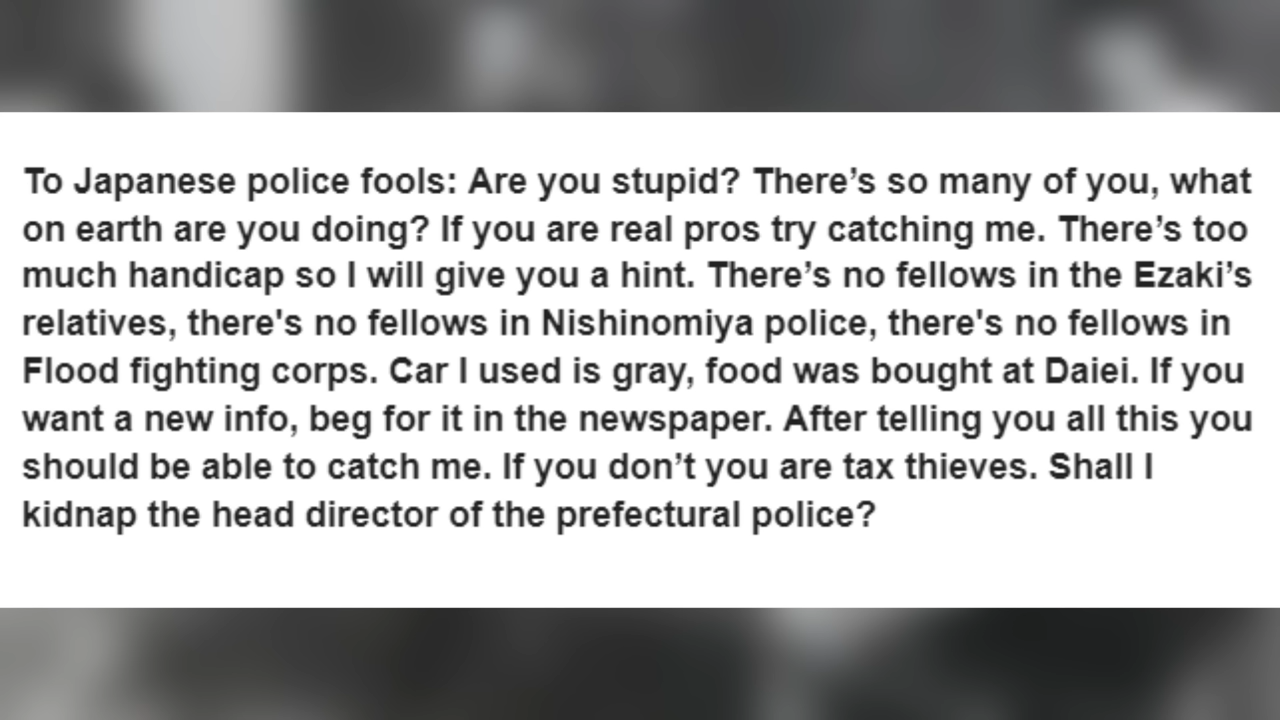 To Japanese police fools: Are you stupid? There’s so many of you, what
on earth are you doing? If you are real pros try catching me. There’s too
much handicap so I will give you a hint. There’s no fellows in the Ezaki’s
relatives, there's no fellows in Nishinomiya police, there's no fellows in
Flood fighting corps. Car I used is gray, food was bought at Daiei. If you
want a new info, beg for it in the newspaper. After telling you all this you
should be able to catch me. If you don’t you are tax thieves. Shall I
kidnap the head director of the prefectural police?